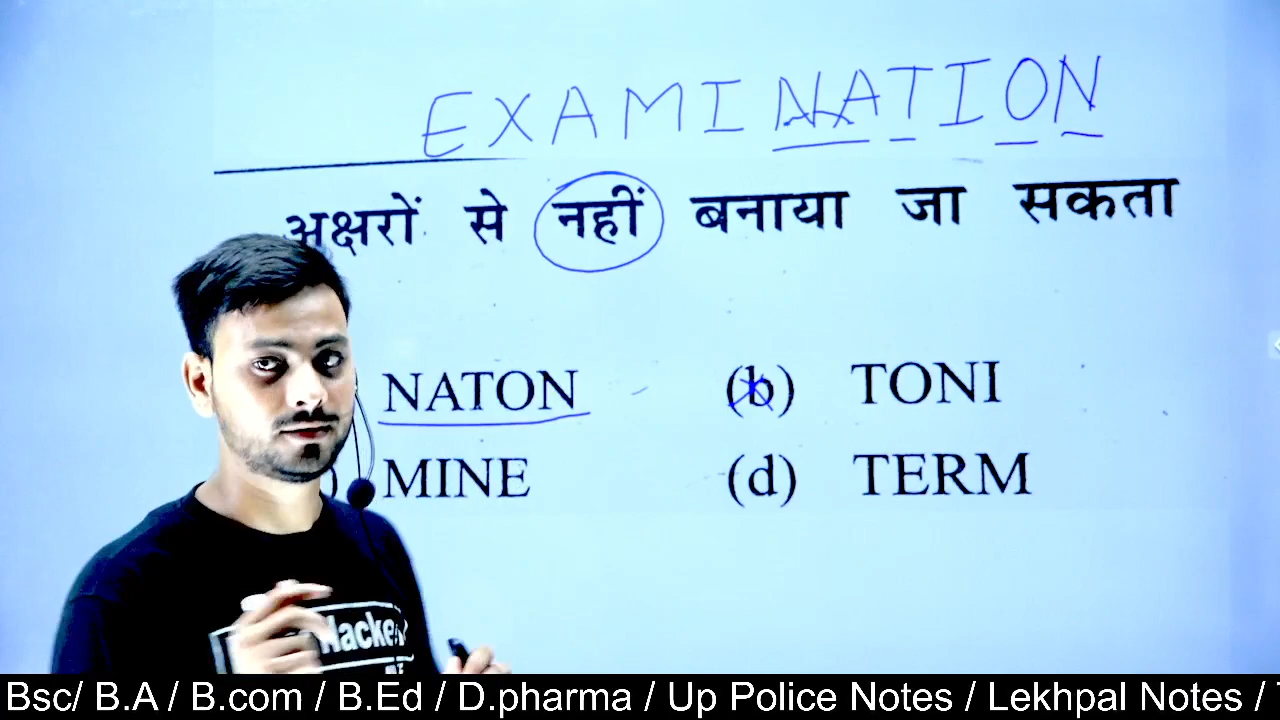 EXAMINATION
अक्षरों से नहीं बनाया जा सकता
NATON (b) TONI
MINE (d) TERM
Hacker
Bsc/ B.A / B.com / B.Ed / D.pharma / Up Police Notes / Lekhpal Notes /